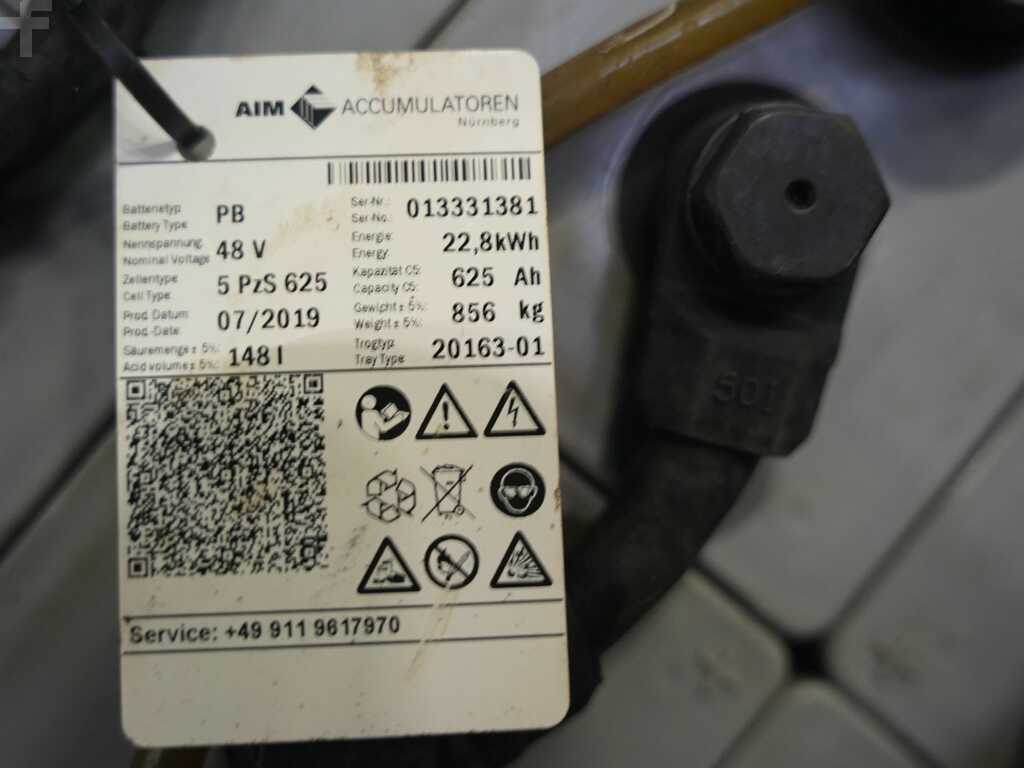 AIM ACCUMULATOREN
Nürnberg
Batterietyp
Battery Type PB
Ser-Nr.:
Ser-No.: 013331381
Nennspannung
Nominal Voltage 48 V
Energie:
Energy: 22,8kWh
Zellentype
Cell Type 5 PzS 625
Kapazität C5:
Capacity C5: 625 Ah
Prod. Datum
Prod.-Date: 07/2019
Gewicht ± 5%:
Weight ± 5%: 856 kg
Säuremenge ± 5%:
Acid volume ± 5%: 148 l
Trogtyp:
Tray Type: 20163-01
Service: +49 911 9617970
501